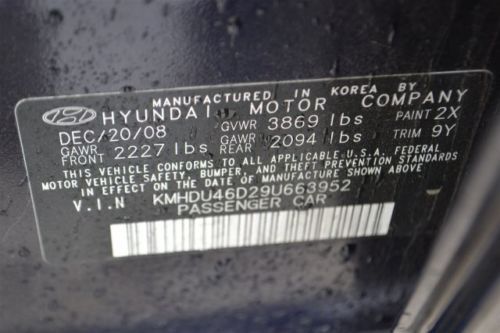 MANUFACTURED IN KOREA BY
HYUNDAI MOTOR COMPANY
DEC/20/08 GVWR 3869 lbs PAINT 2X
GAWR FRONT 2227 lbs GAWR REAR 2094 lbs TRIM 9Y
THIS VEHICLE CONFORMS TO ALL APPLICABLE U.S.A. FEDERAL
MOTOR VEHICLE SAFETY, BUMPER, AND THEFT PREVENTION STANDARDS
IN EFFECT ON THE DATE OF MANUFACTURE SHOWN ABOVE.
V.I.N KMHDU46D29U663952
PASSENGER CAR